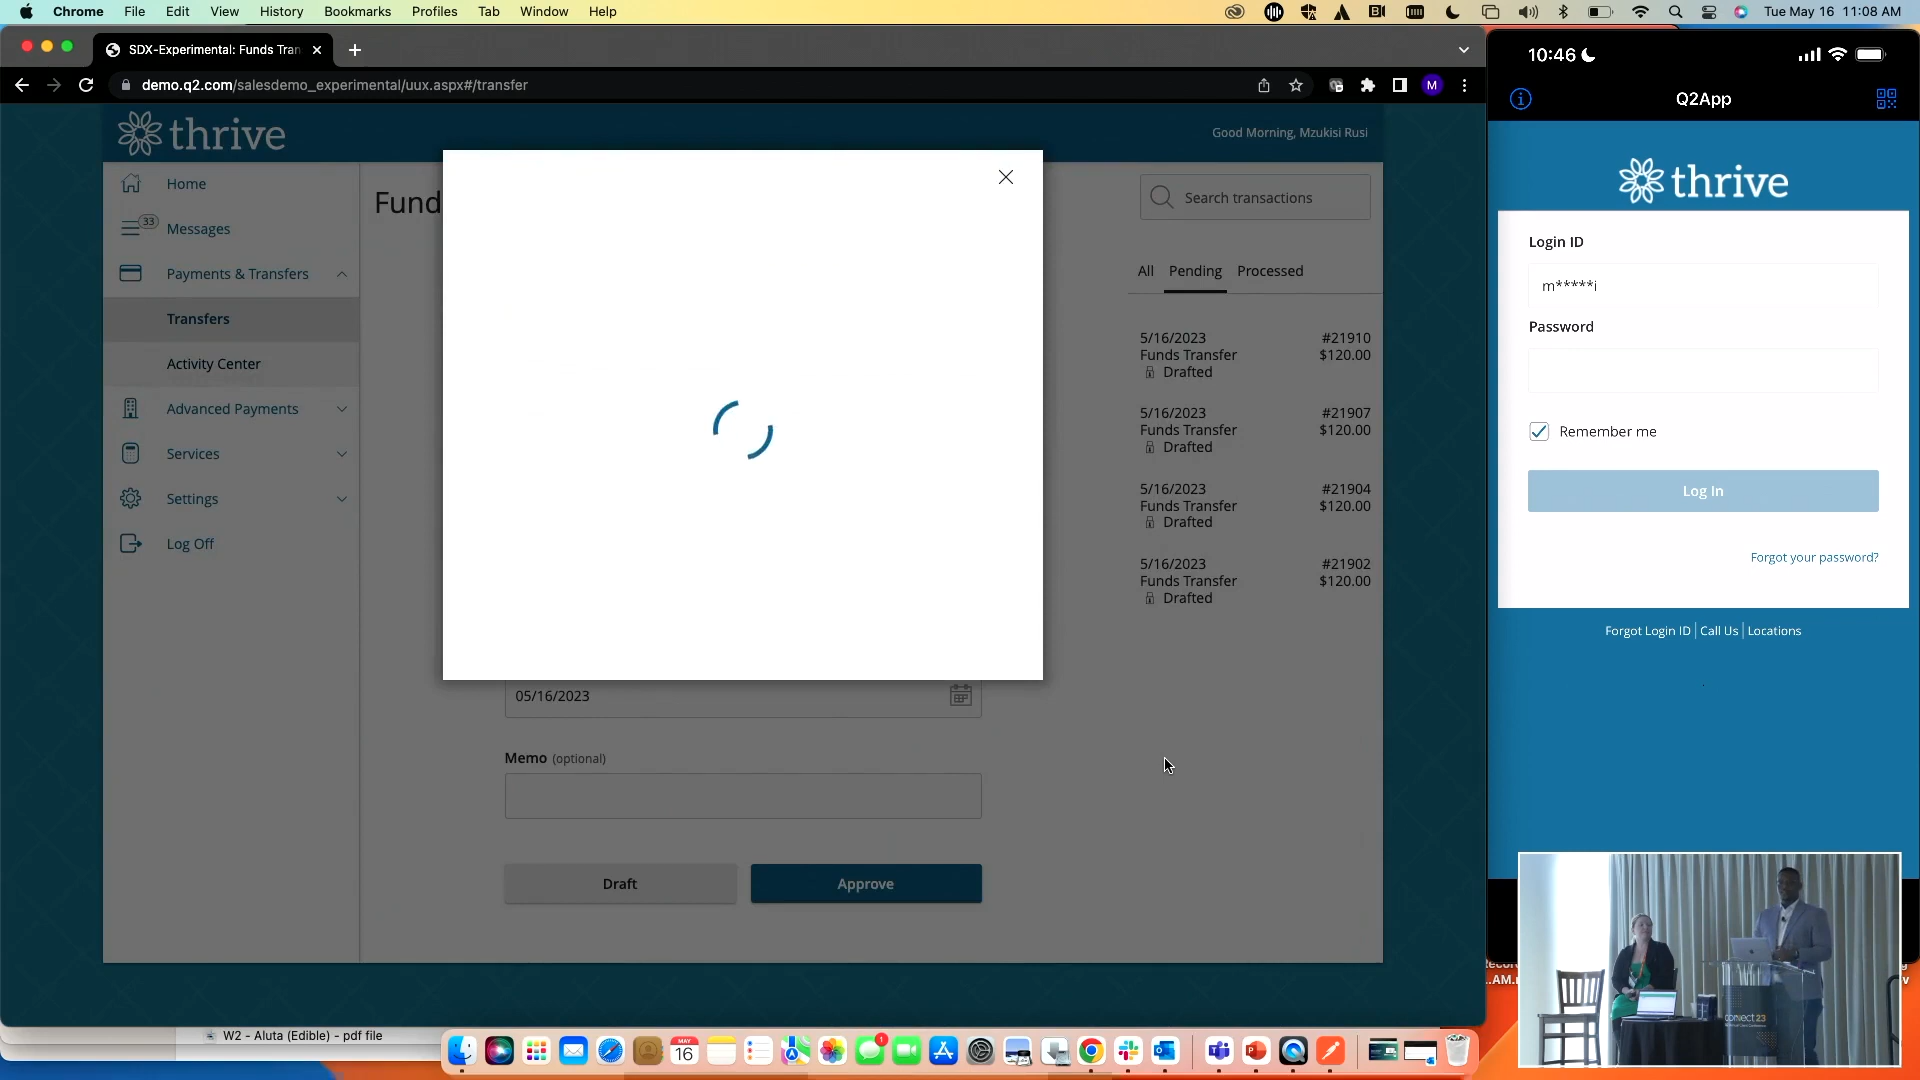 Chrome File Edit View History Bookmarks Profiles Tab Window Help
Tue May 16 11:08 AM
SDX-Experimental: Funds Tran
demo.q2.com/salesdemo_experimental/uux.aspx#/transfer
M
thrive
Good Morning, Mzukisi Rusi
Home
33
Messages
Payments & Transfers
Transfers
Activity Center
Advanced Payments
Services
Settings
Log Off
Fund
05/16/2023
Memo (optional)
Draft
Approve
Search transactions
All Pending Processed
5/16/2023 #21910
Funds Transfer $120.00
Drafted
5/16/2023 #21907
Funds Transfer $120.00
Drafted
5/16/2023 #21904
Funds Transfer $120.00
Drafted
5/16/2023 #21902
Funds Transfer $120.00
Drafted
10:46
Q2App
thrive
Login ID
m*****i
Password
Remember me
Log In
Forgot your password?
Forgot Login ID | Call Us | Locations
connect 23
W2 - Aluta (Edible) - pdf file
MAY
16
1